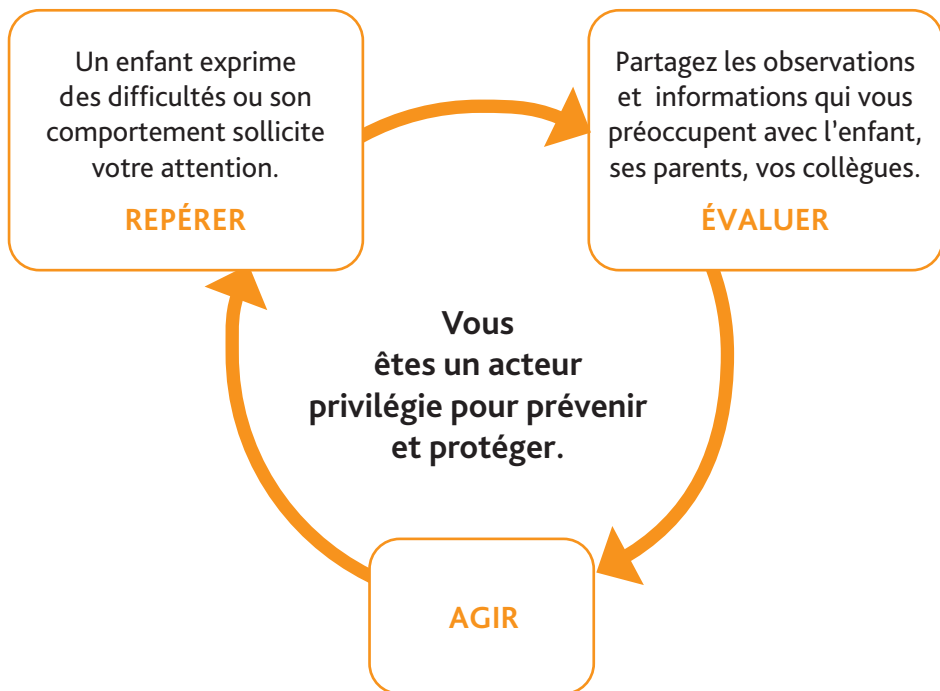 Un enfant exprime
des difficultés ou son
comportement sollicite
votre attention.
REPÉRER
Partagez les observations
et informations qui vous
préoccupent avec l'enfant,
ses parents, vos collègues.
ÉVALUER
Vous
êtes un acteur
privilégie pour prévenir
et protéger.
AGIR